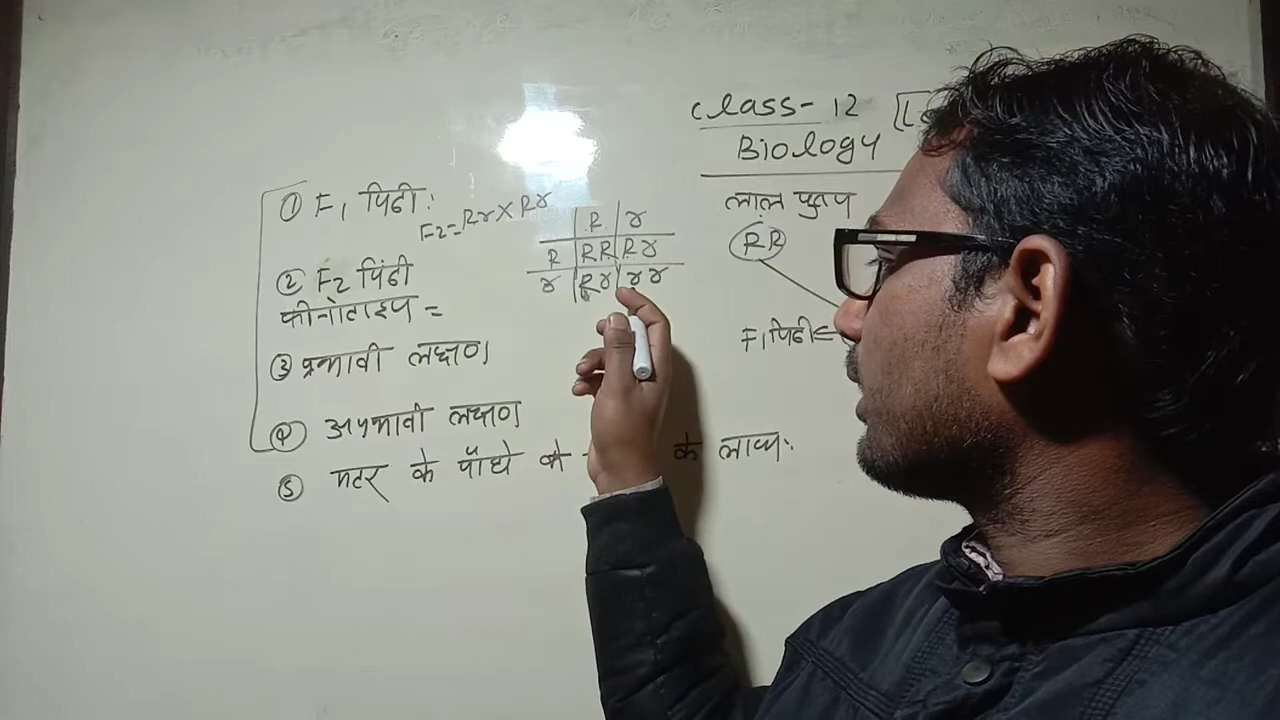 Class- 12
Biology
लाल पुष्प
RR
F₁ पिढी=
① F₁ पिढी:
F2= Rr X Rr
R r
R RR Rr
r Rr rr
② F2 पिंढी
फीनोटाइप =
③ प्रभावी लक्षण
④ अप्रभावी लक्षण
⑤ मटर के पौधे के लाभ: